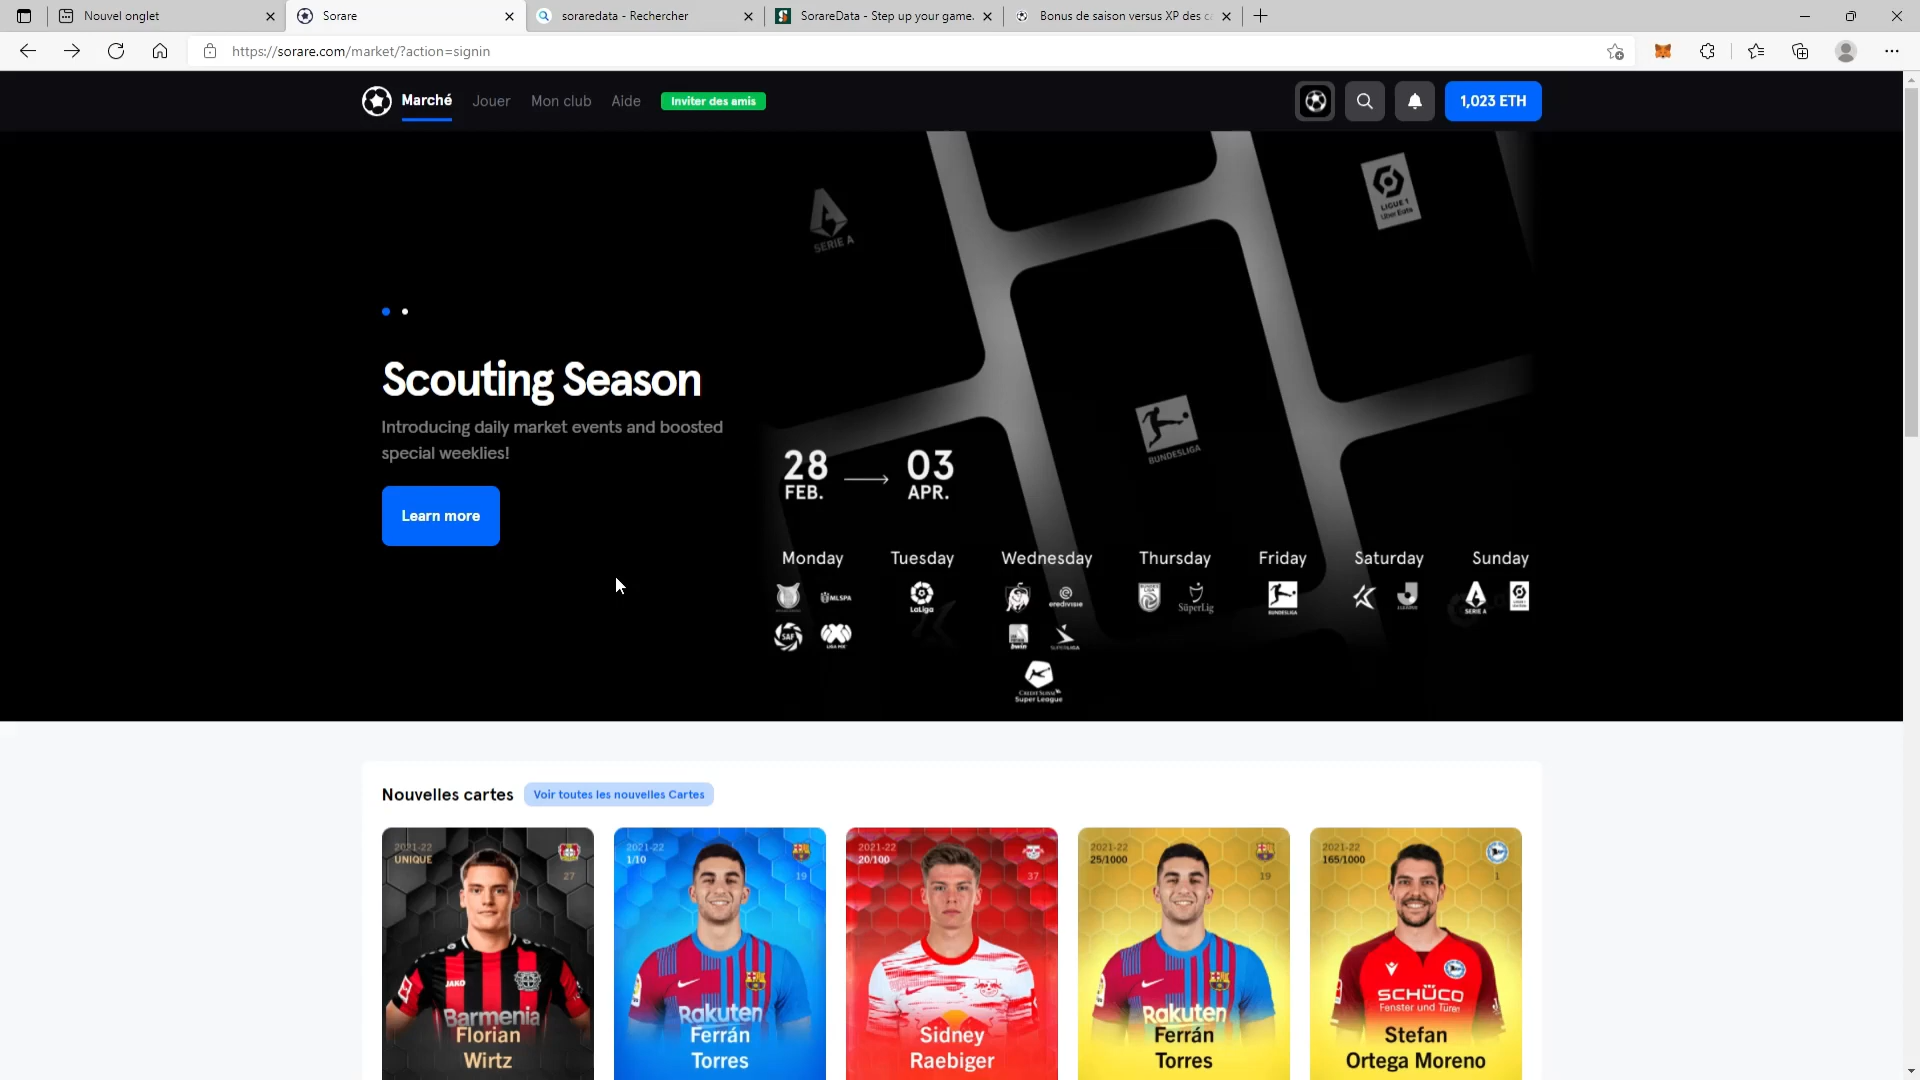 Nouvel onglet
Sorare
soraredata - Rechercher
SorareData - Step up your game.
Bonus de saison versus XP des c
https://sorare.com/market/?action=signin
Marché
Jouer
Mon club
Aide
Inviter des amis
1,023 ETH
SERIE A
LIGUE 1
Uber Eats
Scouting Season
Introducing daily market events and boosted
special weeklies!
Learn more
BUNDESLIGA
28
FEB.
03
APR.
Monday
Tuesday
Wednesday
Thursday
Friday
Saturday
Sunday
MLSPA
LaLiga
eredivisie
SüperLig
BUNDESLIGA
SERIE A
SAF
LIGA MX
bwin
SUPERLIGA
CREDIT SUISSE
Super League
Nouvelles cartes
Voir toutes les nouvelles Cartes
2021-22
UNIQUE
27
JAKO
Barmenia
Florian
Wirtz
2021-22
1/10
19
Rakuten
Ferrán
Torres
2021-22
20/100
37
Sidney
Raebiger
2021-22
25/1000
19
Rakuten
Ferrán
Torres
2021-22
165/1000
1
SCHÜCO
Fenster und Türen
Stefan
Ortega Moreno